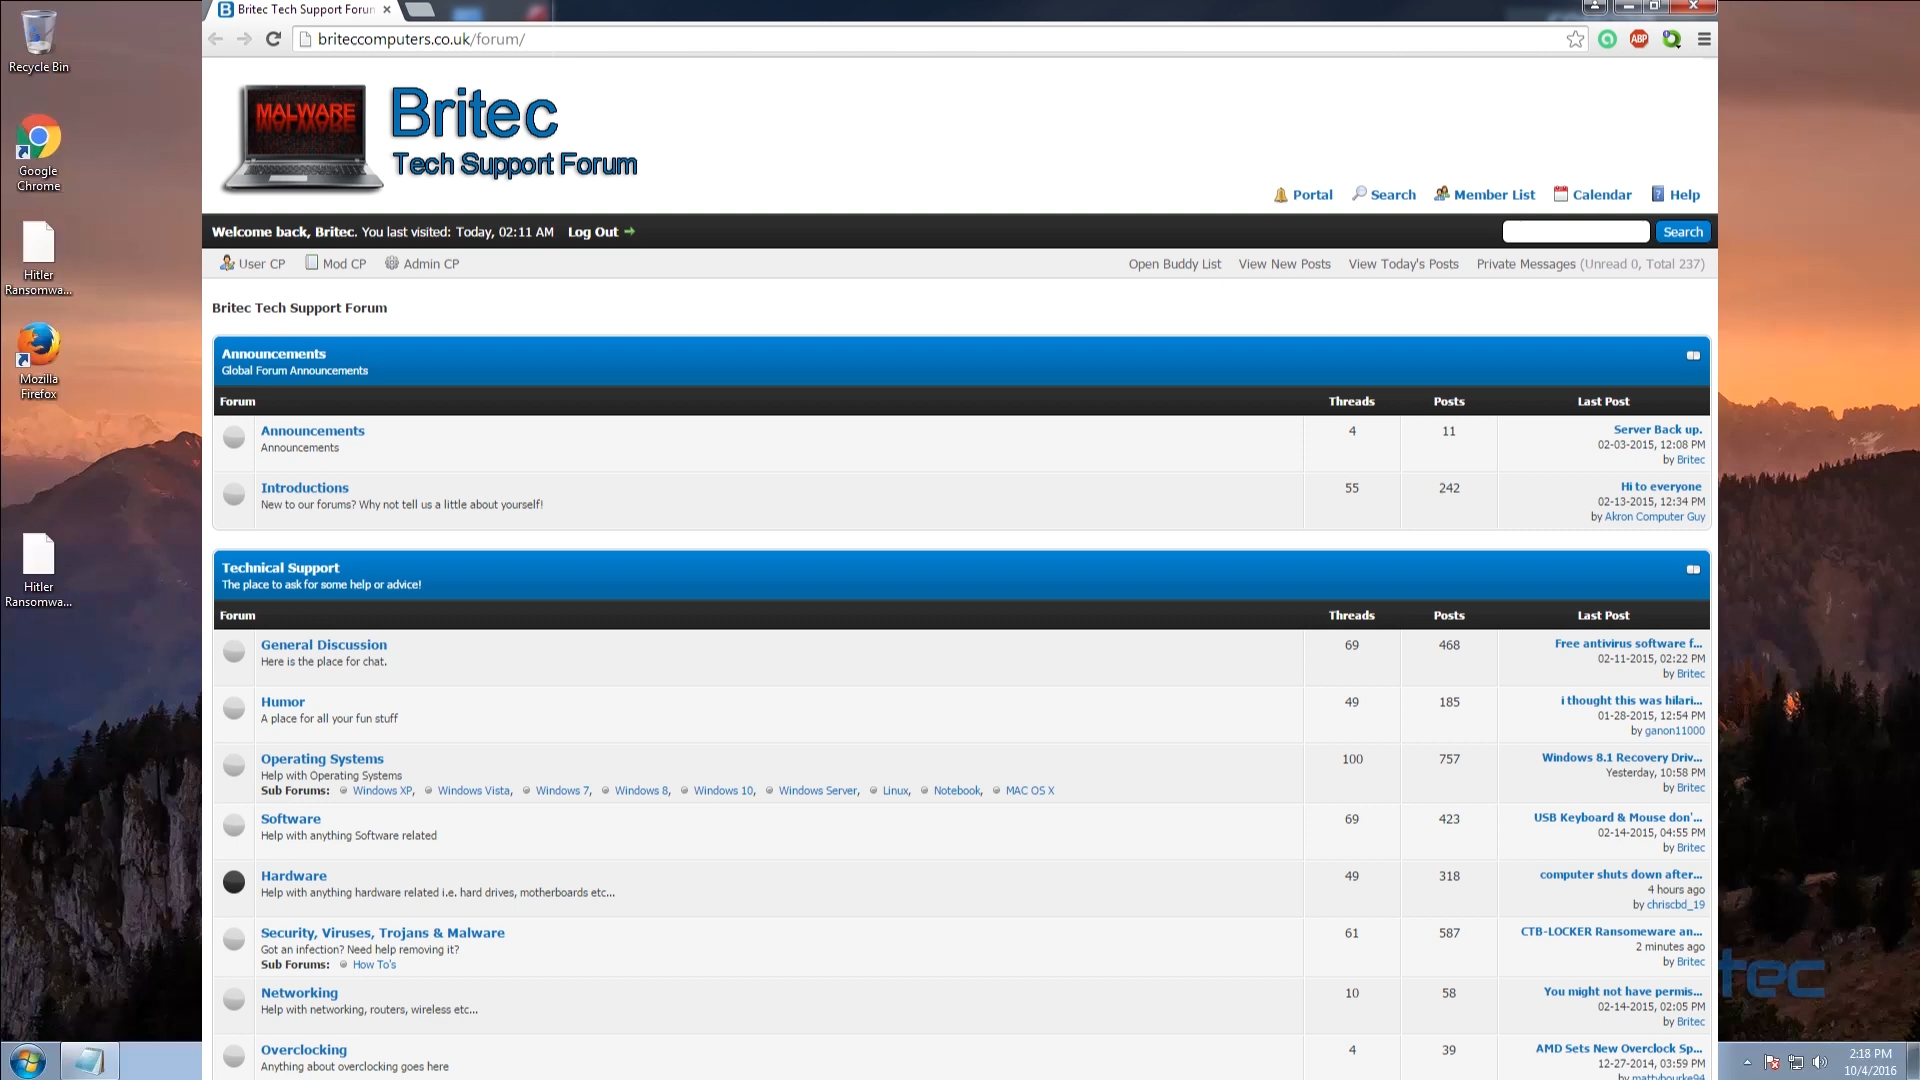 Recycle Bin
Google
Chrome
Hitler
Ransomwa...
Mozilla
Firefox
Hitler
Ransomwa...
Britec Tech Support Forum
briteccomputers.co.uk/forum/
ABP
MALWARE
Britec
Tech Support Forum
Portal Search Member List Calendar Help
Welcome back, Britec. You last visited: Today, 02:11 AM Log Out
Search
User CP Mod CP Admin CP
Open Buddy List View New Posts View Today's Posts Private Messages (Unread 0, Total 237)
Britec Tech Support Forum
Announcements
Global Forum Announcements
Forum Threads Posts Last Post
Announcements 4 11 Server Back up.
Announcements 02-03-2015, 12:08 PM
by Britec
Introductions 55 242 Hi to everyone
New to our forums? Why not tell us a little about yourself! 02-13-2015, 12:34 PM
by Akron Computer Guy
Technical Support
The place to ask for some help or advice!
Forum Threads Posts Last Post
General Discussion 69 468 Free antivirus software f...
Here is the place for chat. 02-11-2015, 02:22 PM
by Britec
Humor 49 185 i thought this was hilari...
A place for all your fun stuff 01-28-2015, 12:54 PM
by ganon11000
Operating Systems 100 757 Windows 8.1 Recovery Driv...
Help with Operating Systems Yesterday, 10:58 PM
Sub Forums: Windows XP, Windows Vista, Windows 7, Windows 8, Windows 10, Windows Server, Linux, Notebook, MAC OS X by Britec
Software 69 423 USB Keyboard & Mouse don'...
Help with anything Software related 02-14-2015, 04:55 PM
by Britec
Hardware 49 318 computer shuts down after...
Help with anything hardware related i.e. hard drives, motherboards etc... 4 hours ago
by chriscbd_19
Security, Viruses, Trojans & Malware 61 587 CTB-LOCKER Ransomeware an...
Got an infection? Need help removing it? 2 minutes ago
Sub Forums: How To's by Britec
Networking 10 58 You might not have permis...
Help with networking, routers, wireless etc... 02-14-2015, 02:05 PM
by Britec
Overclocking 4 39 AMD Sets New Overclock Sp...
Anything about overclocking goes here 12-27-2014, 03:59 PM
by mattybourke94
tec
2:18 PM
10/4/2016